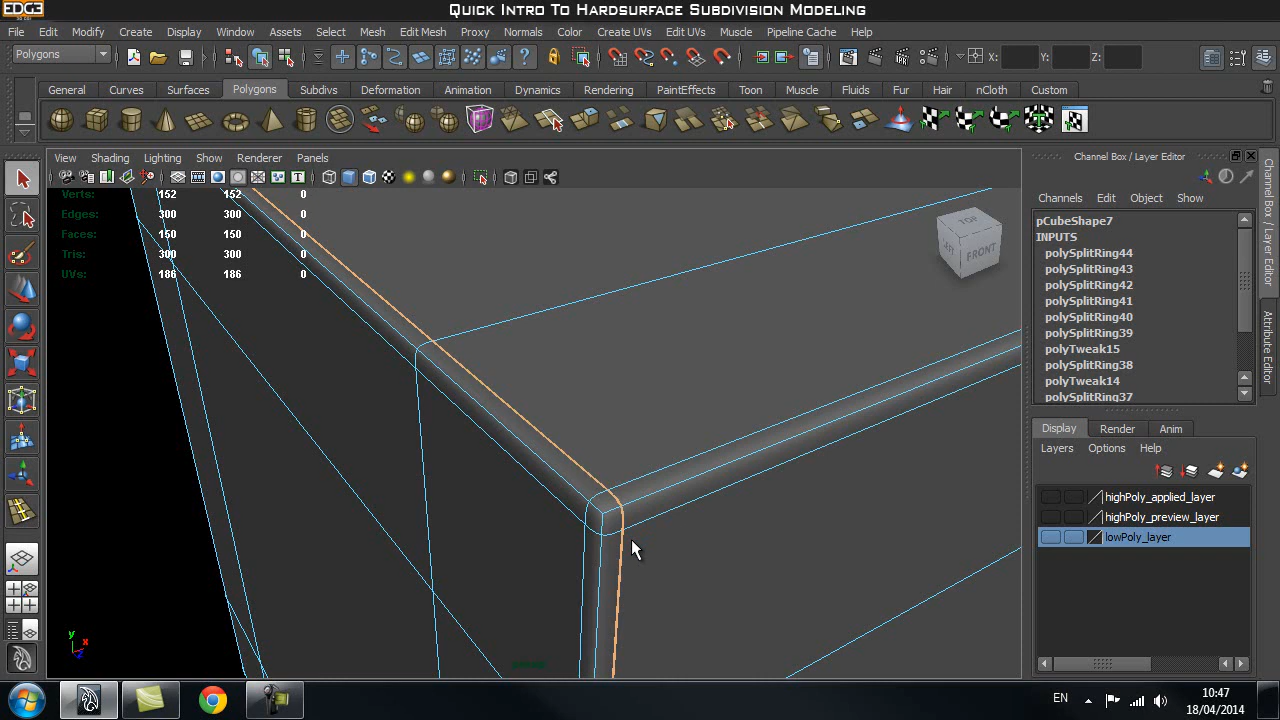 EDGE
Quick Intro To Hardsurface Subdivision Modeling
File Edit Modify Create Display Window Assets Select Mesh Edit Mesh Proxy Normals Color Create UVs Edit UVs Muscle Pipeline Cache Help
Polygons X: Y: Z:
General Curves Surfaces Polygons Subdivs Deformation Animation Dynamics Rendering PaintEffects Toon Muscle Fluids Fur Hair nCloth Custom
View Shading Lighting Show Renderer Panels
Channel Box / Layer Editor
Verts: 152 152 0
Edges: 300 300 0
Faces: 150 150 0
Tris: 300 300 0
UVs: 186 186 0
TOP
FRONT
Channels Edit Object Show
pCubeShape7
INPUTS
polySplitRing44
polySplitRing43
polySplitRing42
polySplitRing41
polySplitRing40
polySplitRing39
polyTweak15
polySplitRing38
polyTweak14
polySplitRing37
Display Render Anim
Layers Options Help
highPoly_applied_layer
highPoly_preview_layer
lowPoly_layer
Channel Box / Layer Editor
Attribute Editor
y
x
z
EN
10:47
18/04/2014